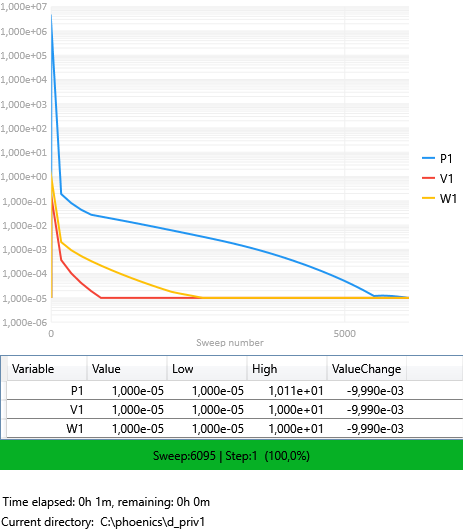 1,000e+07
1,000e+06
1,000e+05
1,000e+04
1,000e+03
1,000e+02
1,000e+01
1,000e+00
1,000e-01
1,000e-02
1,000e-03
1,000e-04
1,000e-05
1,000e-06
0
5000
Sweep number
P1
V1
W1
Variable Value Low High ValueChange
P1 1,000e-05 1,000e-05 1,011e+01 -9,990e-03
V1 1,000e-05 1,000e-05 1,000e+01 -9,990e-03
W1 1,000e-05 1,000e-05 1,000e+01 -9,990e-03
Sweep:6095 | Step:1 (100,0%)
Time elapsed: 0h 1m, remaining: 0h 0m
Current directory: C:\phoenics\d_priv1